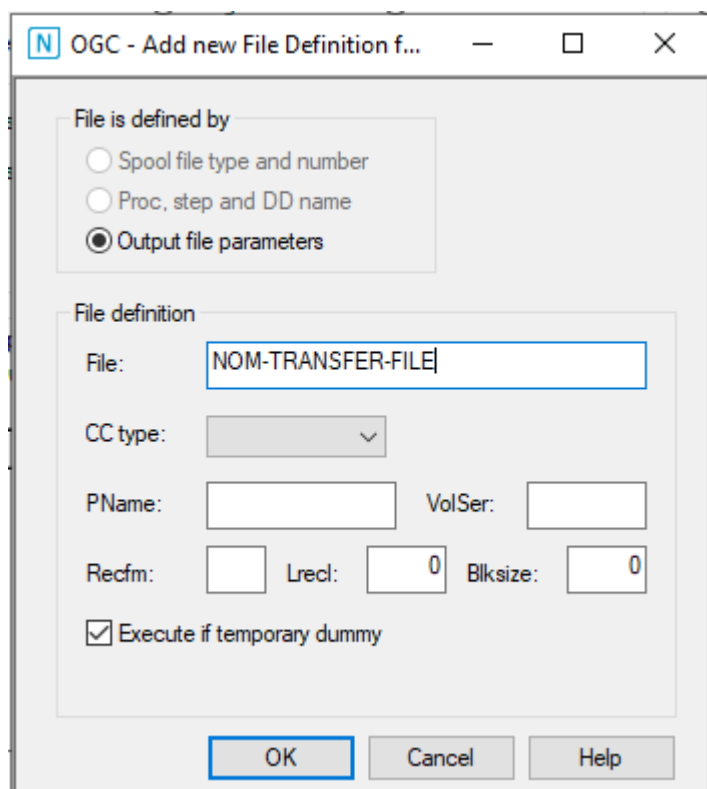 N OGC - Add new File Definition f...
File is defined by
Spool file type and number
Proc, step and DD name
Output file parameters
File definition
File: NOM-TRANSFER-FILE
CC type:
PName: VolSer:
Recfm: Lrecl: 0 Blksize: 0
Execute if temporary dummy
OK Cancel Help